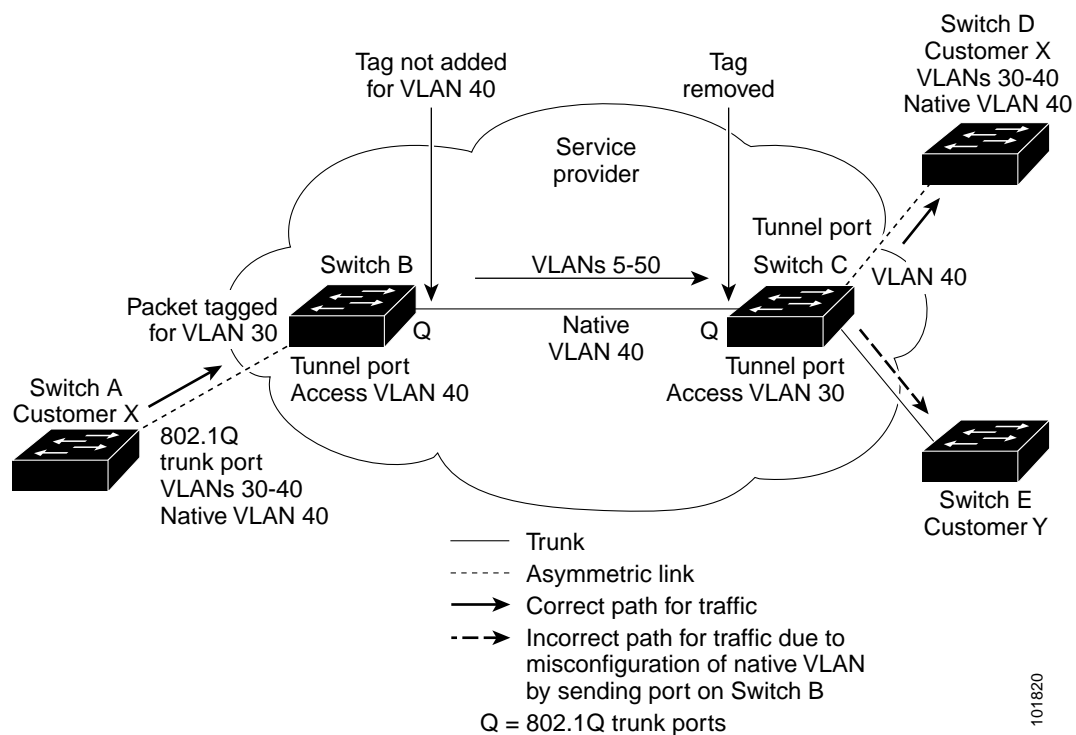 Switch D
Customer X
VLANs 30-40
Native VLAN 40
Tag not added
for VLAN 40
Tag
removed
Service
provider
Tunnel port
Switch B
VLANs 5-50
Switch C
VLAN 40
Packet tagged
for VLAN 30
Q
Native
VLAN 40
Q
Tunnel port
Access VLAN 40
Tunnel port
Access VLAN 30
Switch A
Customer X
802.1Q
trunk port
VLANs 30-40
Native VLAN 40
Switch E
Customer Y
Trunk
Asymmetric link
Correct path for traffic
Incorrect path for traffic due to
misconfiguration of native VLAN
by sending port on Switch B
Q = 802.1Q trunk ports
101820